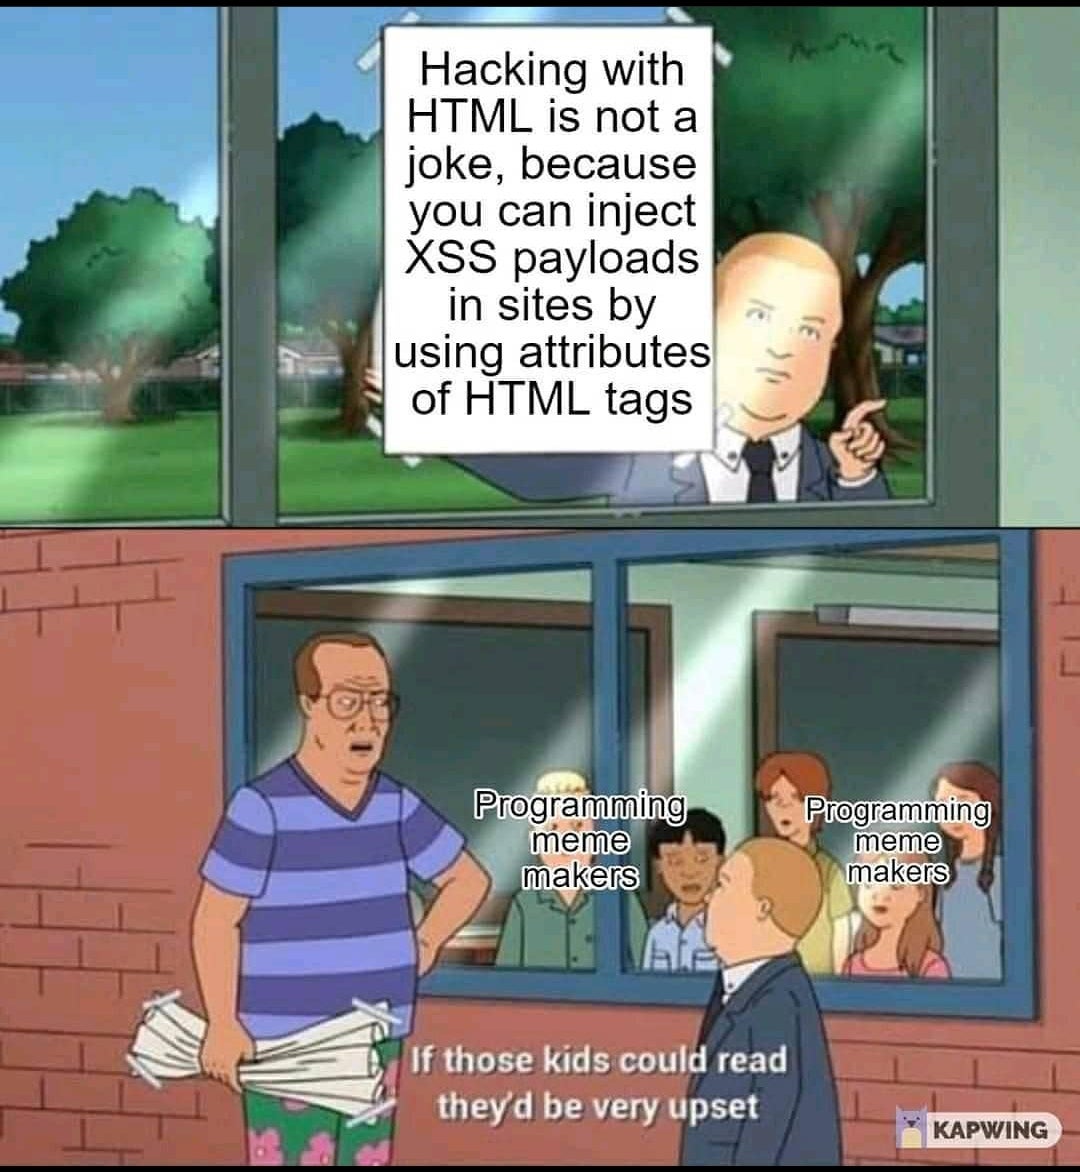 Hacking with
HTML is not a
joke, because
you can inject
XSS payloads
in sites by
using attributes
of HTML tags
Programming
meme
makers
Programming
meme
makers
If those kids could read
they'd be very upset
KAPWING